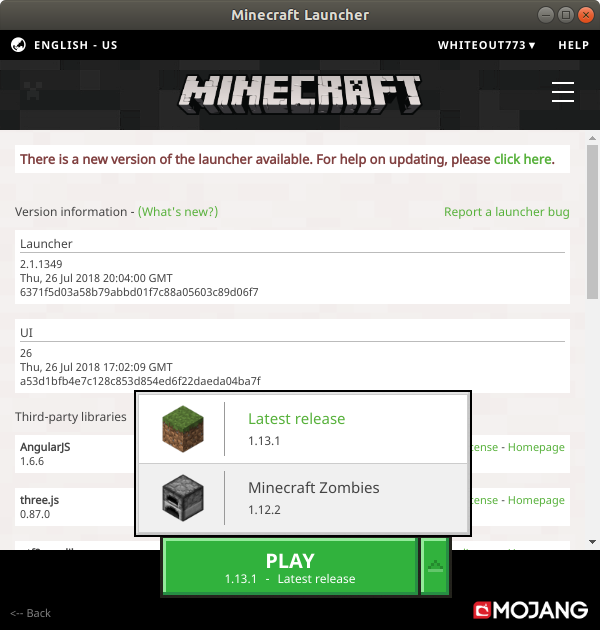 Minecraft Launcher
ENGLISH - US
WHITEOUT773 ▾
HELP
MINECRAFT
There is a new version of the launcher available. For help on updating, please click here.
Version information - (What's new?)
Report a launcher bug
Launcher
2.1.1349
Thu, 26 Jul 2018 20:04:00 GMT
6371f5d03a58b79abbd01f7c88a05603c89d06f7
UI
26
Thu, 26 Jul 2018 17:02:09 GMT
a53d1bfb4e7c128c853d854ed6f22daeda04ba7f
Third-party libraries
AngularJS
1.6.6
- Homepage
three.js
0.87.0
- Homepage
Latest release
1.13.1
Minecraft Zombies
1.12.2
PLAY
1.13.1 - Latest release
<-- Back
MOJANG